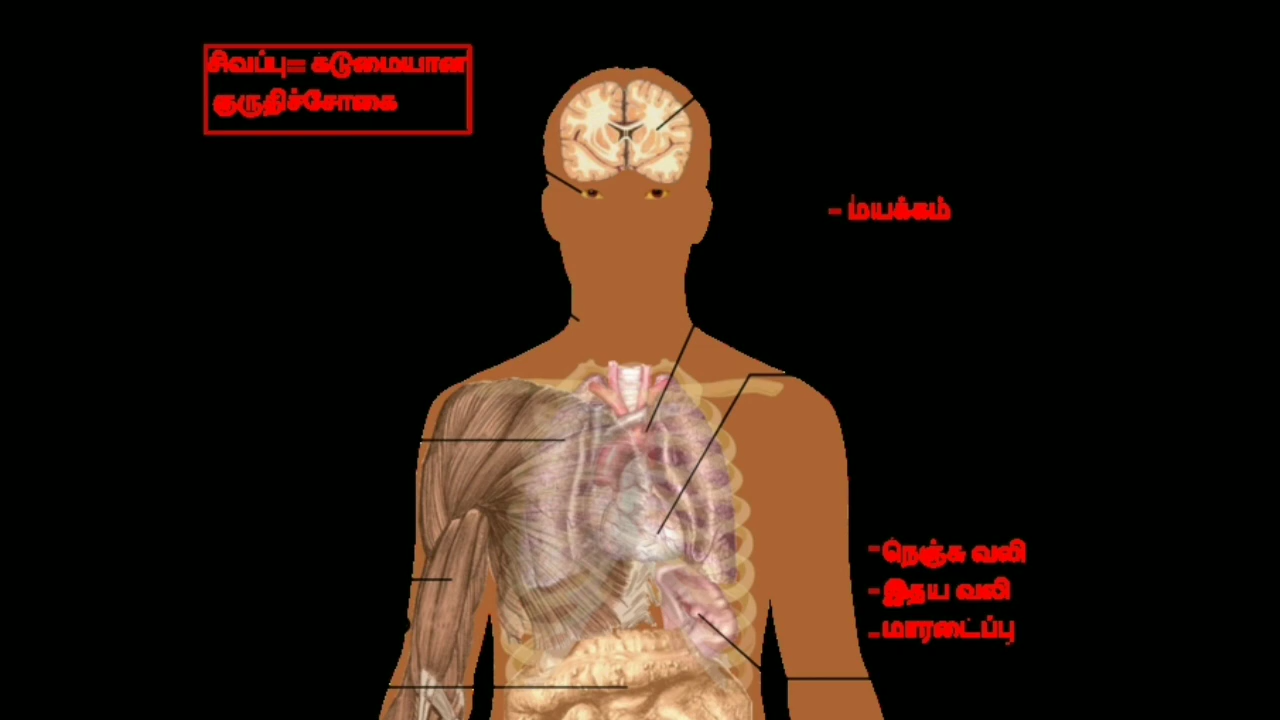 சிவப்பு= கடுமையான
குருதிச்சோகை
- மயக்கம்
- நெஞ்சு வலி
- இதய வலி
- மாரடைப்பு